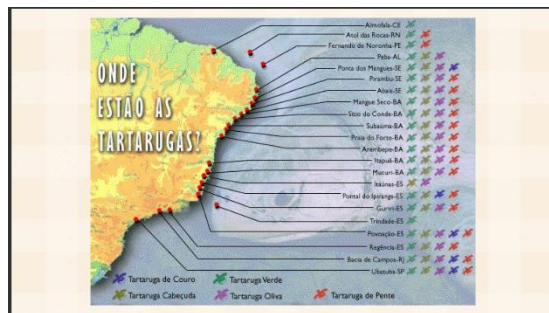 ONDE
ESTÃO AS
TARTARUGAS?
Almofala-CE
Atol das Rocas-RN
Fernando de Noronha-PE
Peba-AL
Ponta dos Mangues-SE
Pirambu-SE
Abaís-SE
Mangue Seco-BA
Sítio do Conde-BA
Subaúma-BA
Praia do Forte-BA
Arembepe-BA
Itapuã-BA
Mucuri-BA
Itaúnas-ES
Pontal do Ipiranga-ES
Guriri-ES
Trindade-ES
Povoação-ES
Regência-ES
Bacia de Campos-RJ
Ubatuba-SP
Tartaruga de Couro
Tartaruga Verde
Tartaruga Cabeçuda
Tartaruga Oliva
Tartaruga de Pente